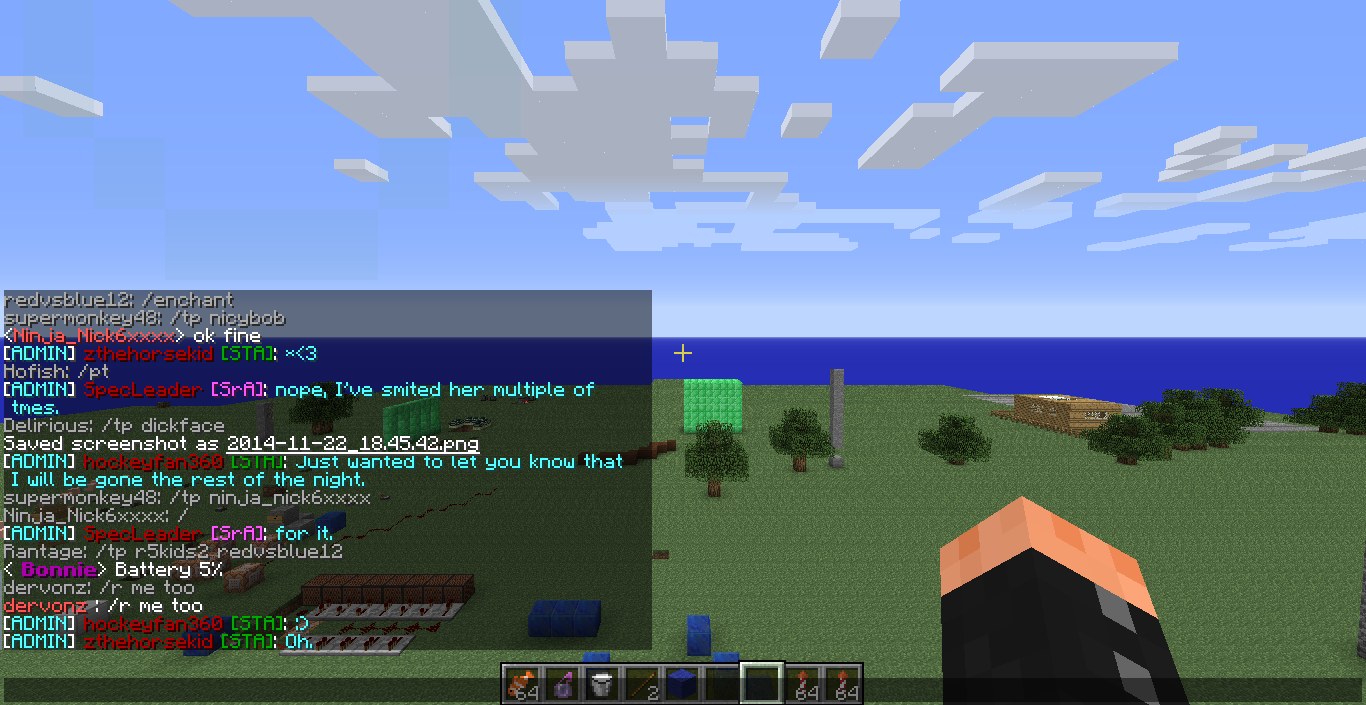 redvsblue12: /enchant
supermonkey48: /tp nicybob
<Ninja_Nick6xxxx> ok fine
[ADMIN] zthehorsekid [STA]: *<3
Hofish: /pt
[ADMIN] SpecLeader [SrA]: nope, I've smited her multiple of
tmes.
Delirious: /tp dickface
Saved screenshot as 2014-11-22_18.45.42.png
[ADMIN] hockeyfan360 [STA]: Just wanted to let you know that
I will be gone the rest of the night.
supermonkey48: /tp ninja_nick6xxxx
Ninja_Nick6xxxx: /
[ADMIN] SpecLeader [SrA]: for it.
Rantage: /tp r5kids2 redvsblue12
< Bonnie> Battery 5%
dervonz: /r me too
dervonz : /r me too
[ADMIN] hockeyfan360 [STA]: ;)
[ADMIN] zthehorsekid [STA]: Oh.
64 2 64 64